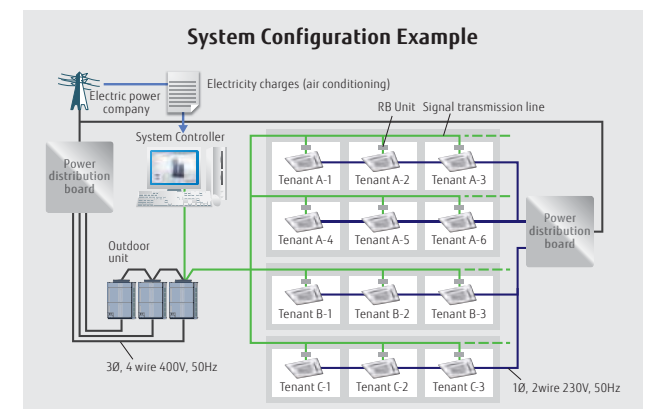 System Configuration Example
Electricity charges (air conditioning)
Electric power
company
RB Unit
Signal transmission line
System Controller
Power
distribution
board
Tenant A-1
Tenant A-2
Tenant A-3
Tenant A-4
Tenant A-5
Tenant A-6
Power
distribution
board
Outdoor
unit
Tenant B-1
Tenant B-2
Tenant B-3
3Ø, 4 wire 400V, 50Hz
Tenant C-1
Tenant C-2
Tenant C-3
1Ø, 2wire 230V, 50Hz